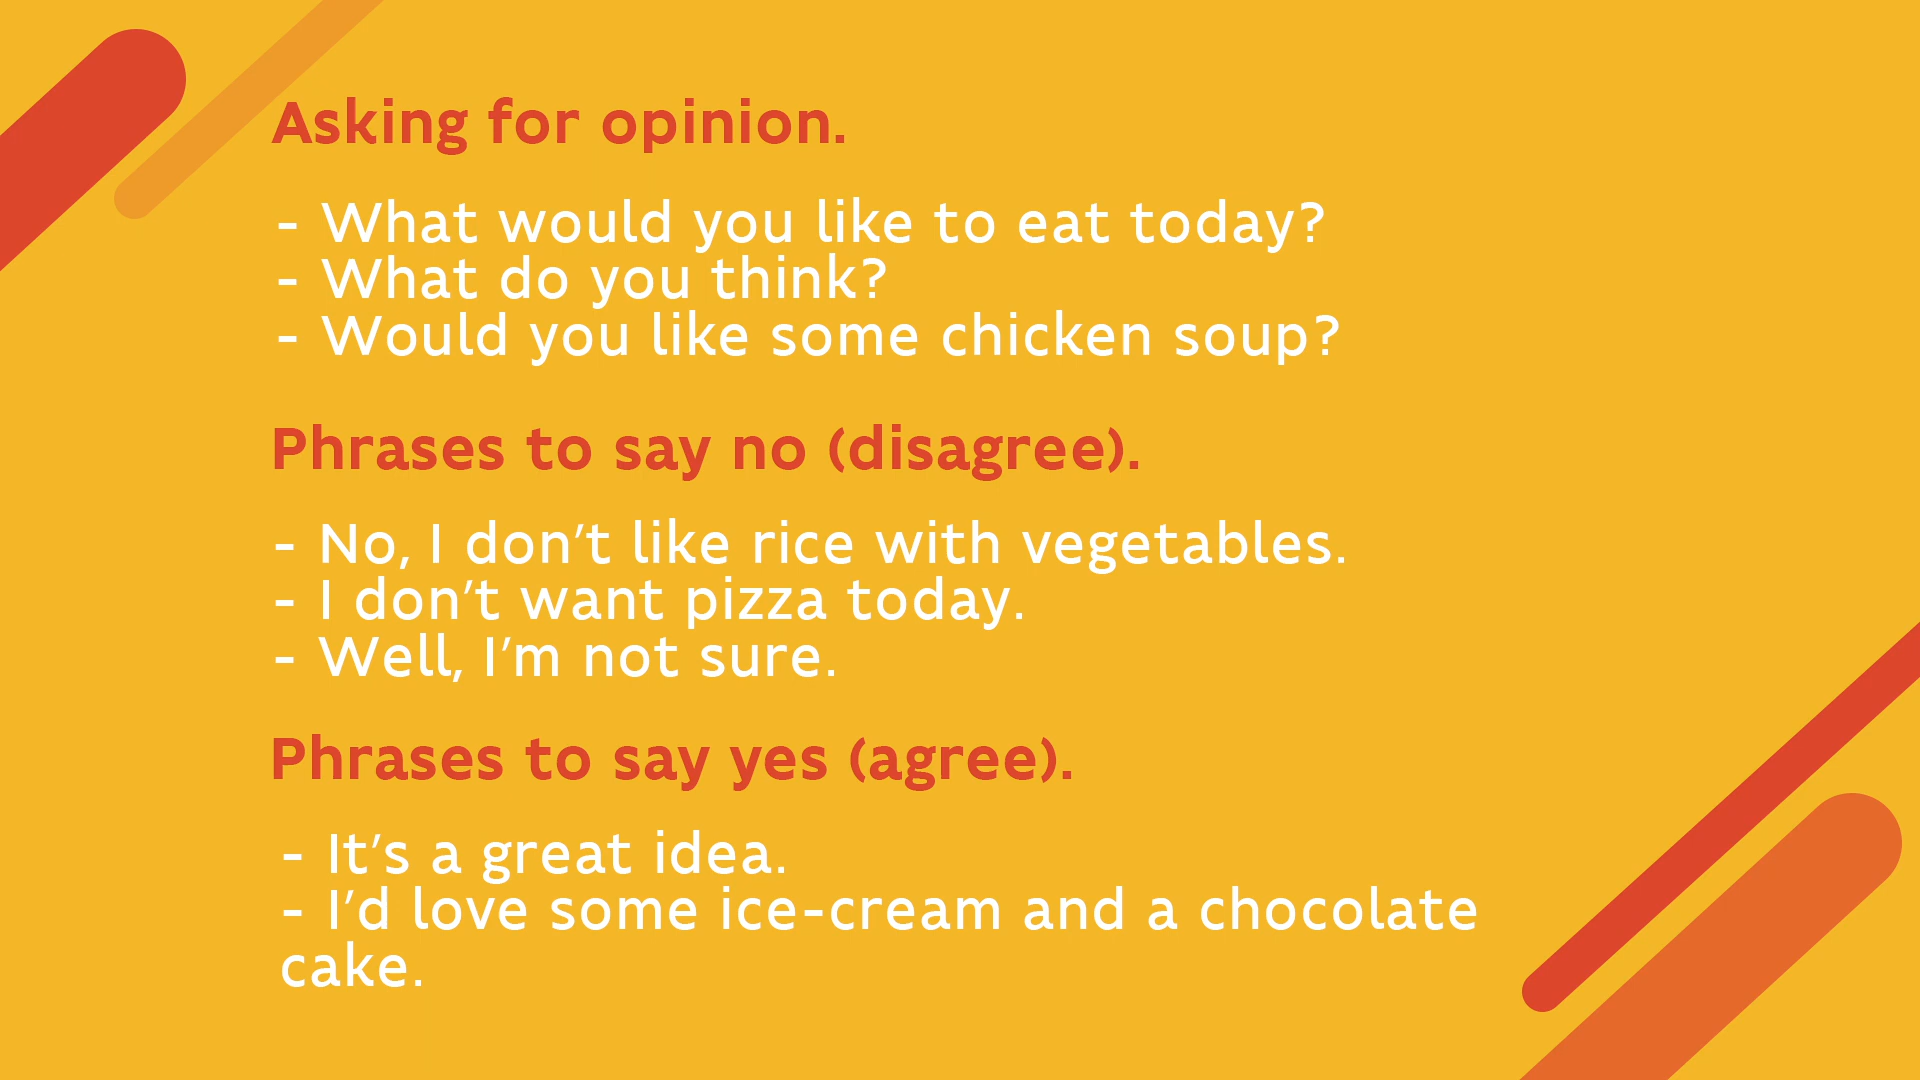 Asking for opinion.
- What would you like to eat today?
- What do you think?
- Would you like some chicken soup?
Phrases to say no (disagree).
- No, I don’t like rice with vegetables.
- I don’t want pizza today.
- Well, I’m not sure.
Phrases to say yes (agree).
- It’s a great idea.
- I’d love some ice-cream and a chocolate
cake.